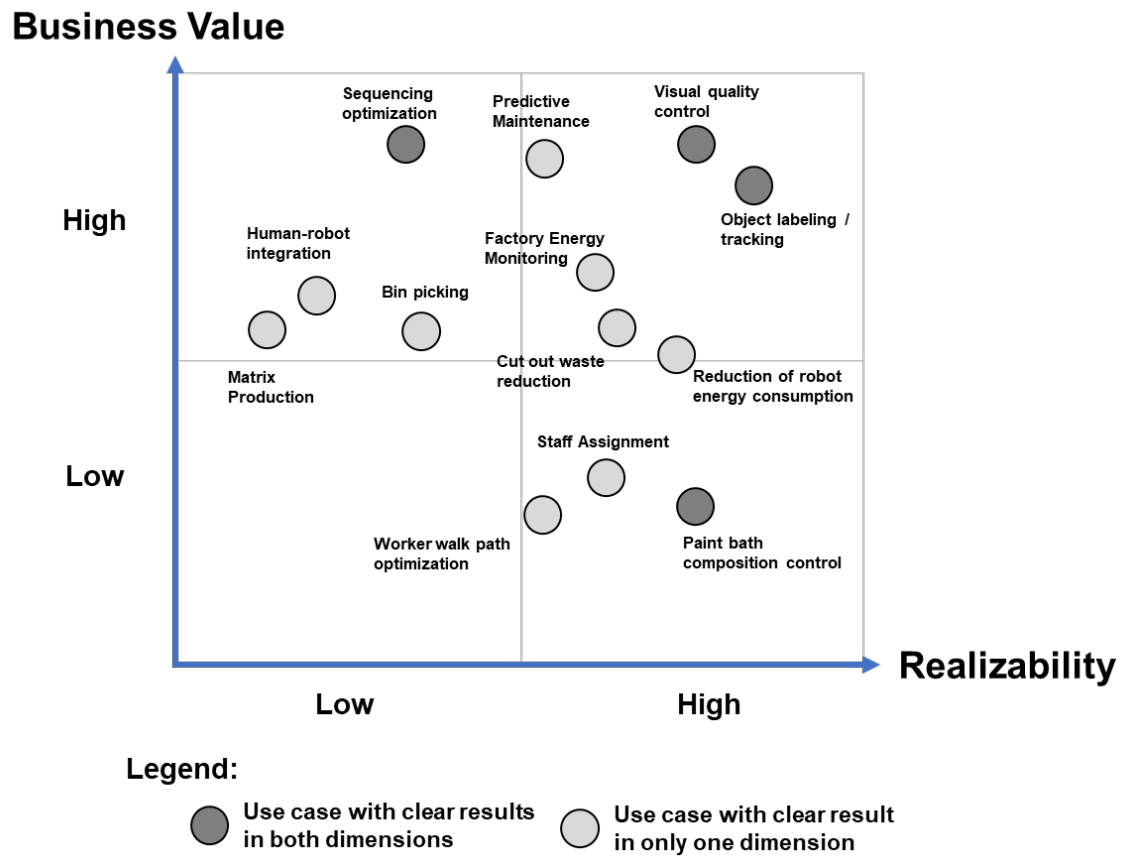 Business Value
Sequencing
optimization
Predictive
Maintenance
Visual quality
control
High
Object labeling /
tracking
Human-robot
integration
Factory Energy
Monitoring
Bin picking
Matrix
Production
Cut out waste
reduction
Reduction of robot
energy consumption
Low
Staff Assignment
Worker walk path
optimization
Paint bath
composition control
Realizability
Low
High
Legend:
Use case with clear results
in both dimensions
Use case with clear result
in only one dimension